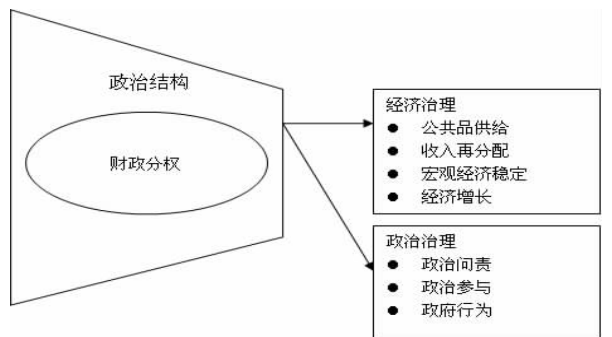 政治结构
财政分权
经济治理
● 公共品供给
● 收入再分配
● 宏观经济稳定
● 经济增长
政治治理
● 政治问责
● 政治参与
● 政府行为